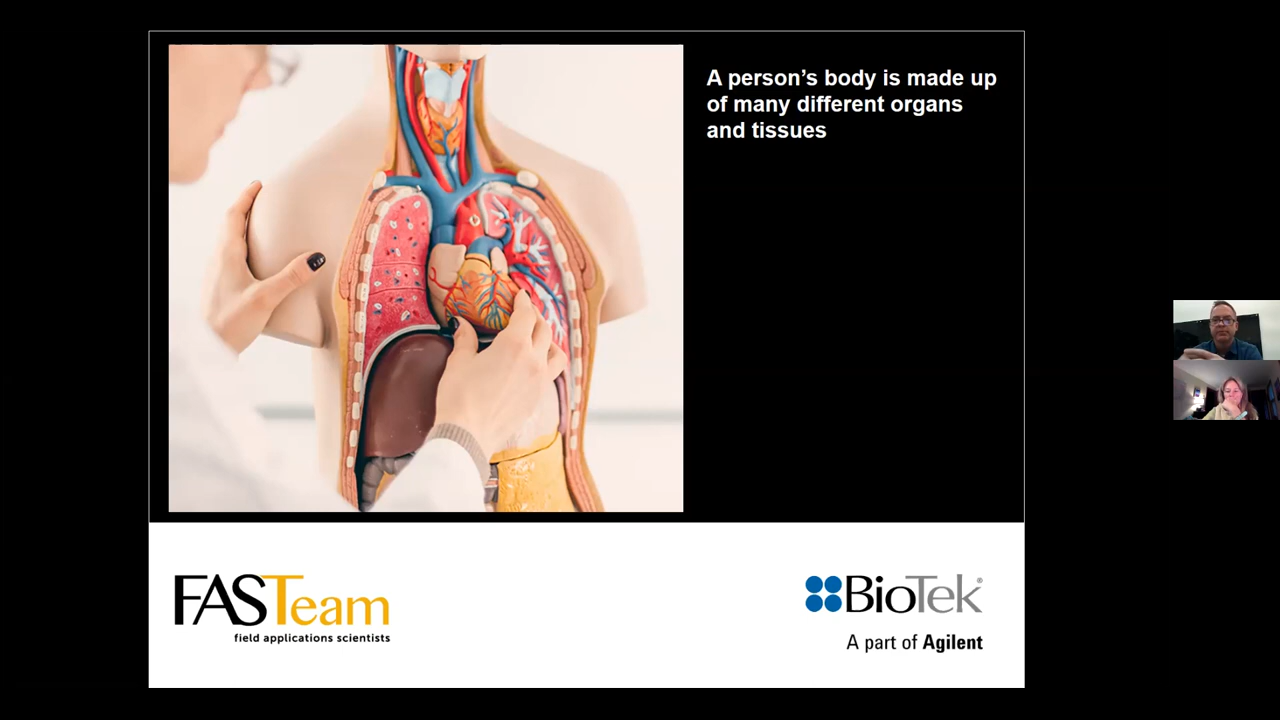 A person’s body is made up
of many different organs
and tissues
FASTeam
field applications scientists
BioTek®
A part of Agilent